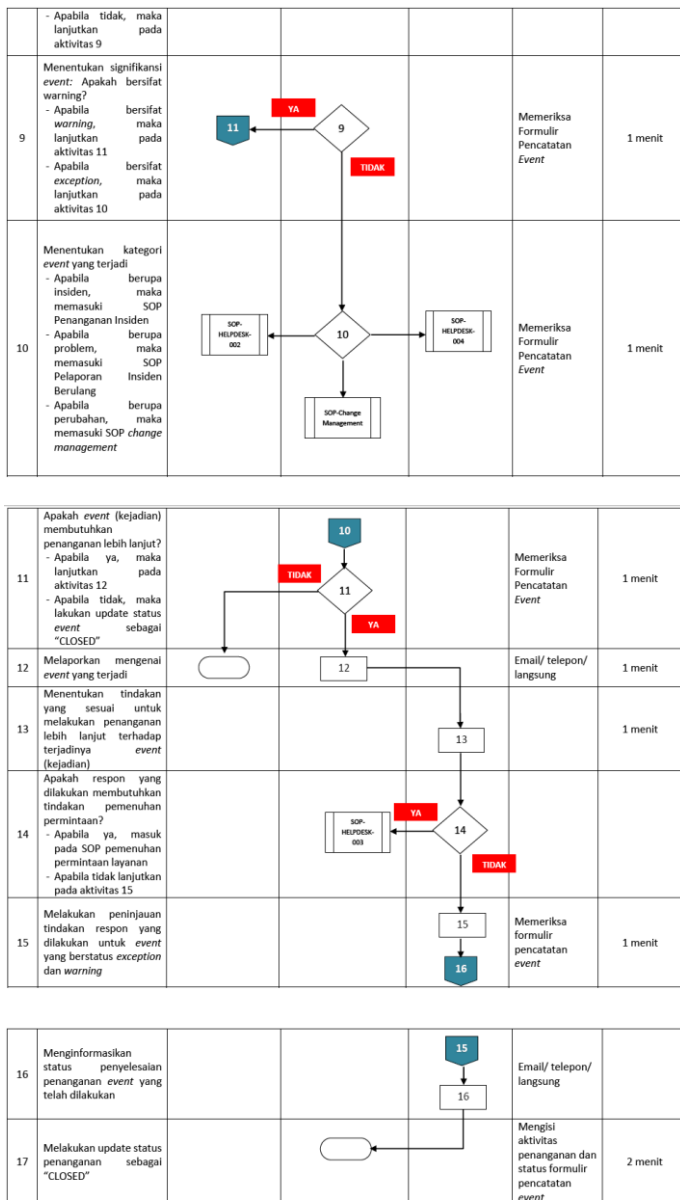 - Apabila tidak, maka
lanjutkan pada
aktivitas 9
9
Menentukan signifikansi
event: Apakah bersifat
warning?
- Apabila bersifat
warning, maka
lanjutkan pada
aktivitas 11
- Apabila bersifat
exception, maka
lanjutkan pada
aktivitas 10
11
YA
9
TIDAK
Memeriksa
Formulir
Pencatatan
Event
1 menit
10
Menentukan kategori
event yang terjadi
- Apabila berupa
insiden, maka
memasuki SOP
Penanganan Insiden
- Apabila berupa
problem, maka
memasuki SOP
Pelaporan Insiden
Berulang
- Apabila berupa
perubahan, maka
memasuki SOP change
management
SOP-
HELPDESK-
002
10
SOP-
HELPDESK-
004
SOP-Change
Management
Memeriksa
Formulir
Pencatatan
Event
1 menit
11
Apakah event (kejadian)
membutuhkan
penanganan lebih lanjut?
- Apabila ya, maka
lanjutkan pada
aktivitas 12
- Apabila tidak, maka
lakukan update status
event sebagai
“CLOSED”
10
TIDAK
11
YA
Memeriksa
Formulir
Pencatatan
Event
1 menit
12
Melaporkan mengenai
event yang terjadi
12
Email/ telepon/
langsung
1 menit
13
Menentukan tindakan
yang sesuai untuk
melakukan penanganan
lebih lanjut terhadap
terjadinya event
(kejadian)
13
1 menit
14
Apakah respon yang
dilakukan membutuhkan
tindakan pemenuhan
permintaan?
- Apabila ya, masuk
pada SOP pemenuhan
permintaan layanan
- Apabila tidak lanjutkan
pada aktivitas 15
SOP-
HELPDESK-
003
YA
14
TIDAK
1 menit
15
Melakukan peninjauan
tindakan respon yang
dilakukan untuk event
yang berstatus exception
dan warning
15
16
Memeriksa
formulir
pencatatan
event
1 menit
16
Menginformasikan
status penyelesaian
penanganan event yang
telah dilakukan
15
16
Email/ telepon/
langsung
17
Melakukan update status
penanganan sebagai
“CLOSED”
Mengisi
aktivitas
penanganan dan
status formulir
pencatatan
event
2 menit